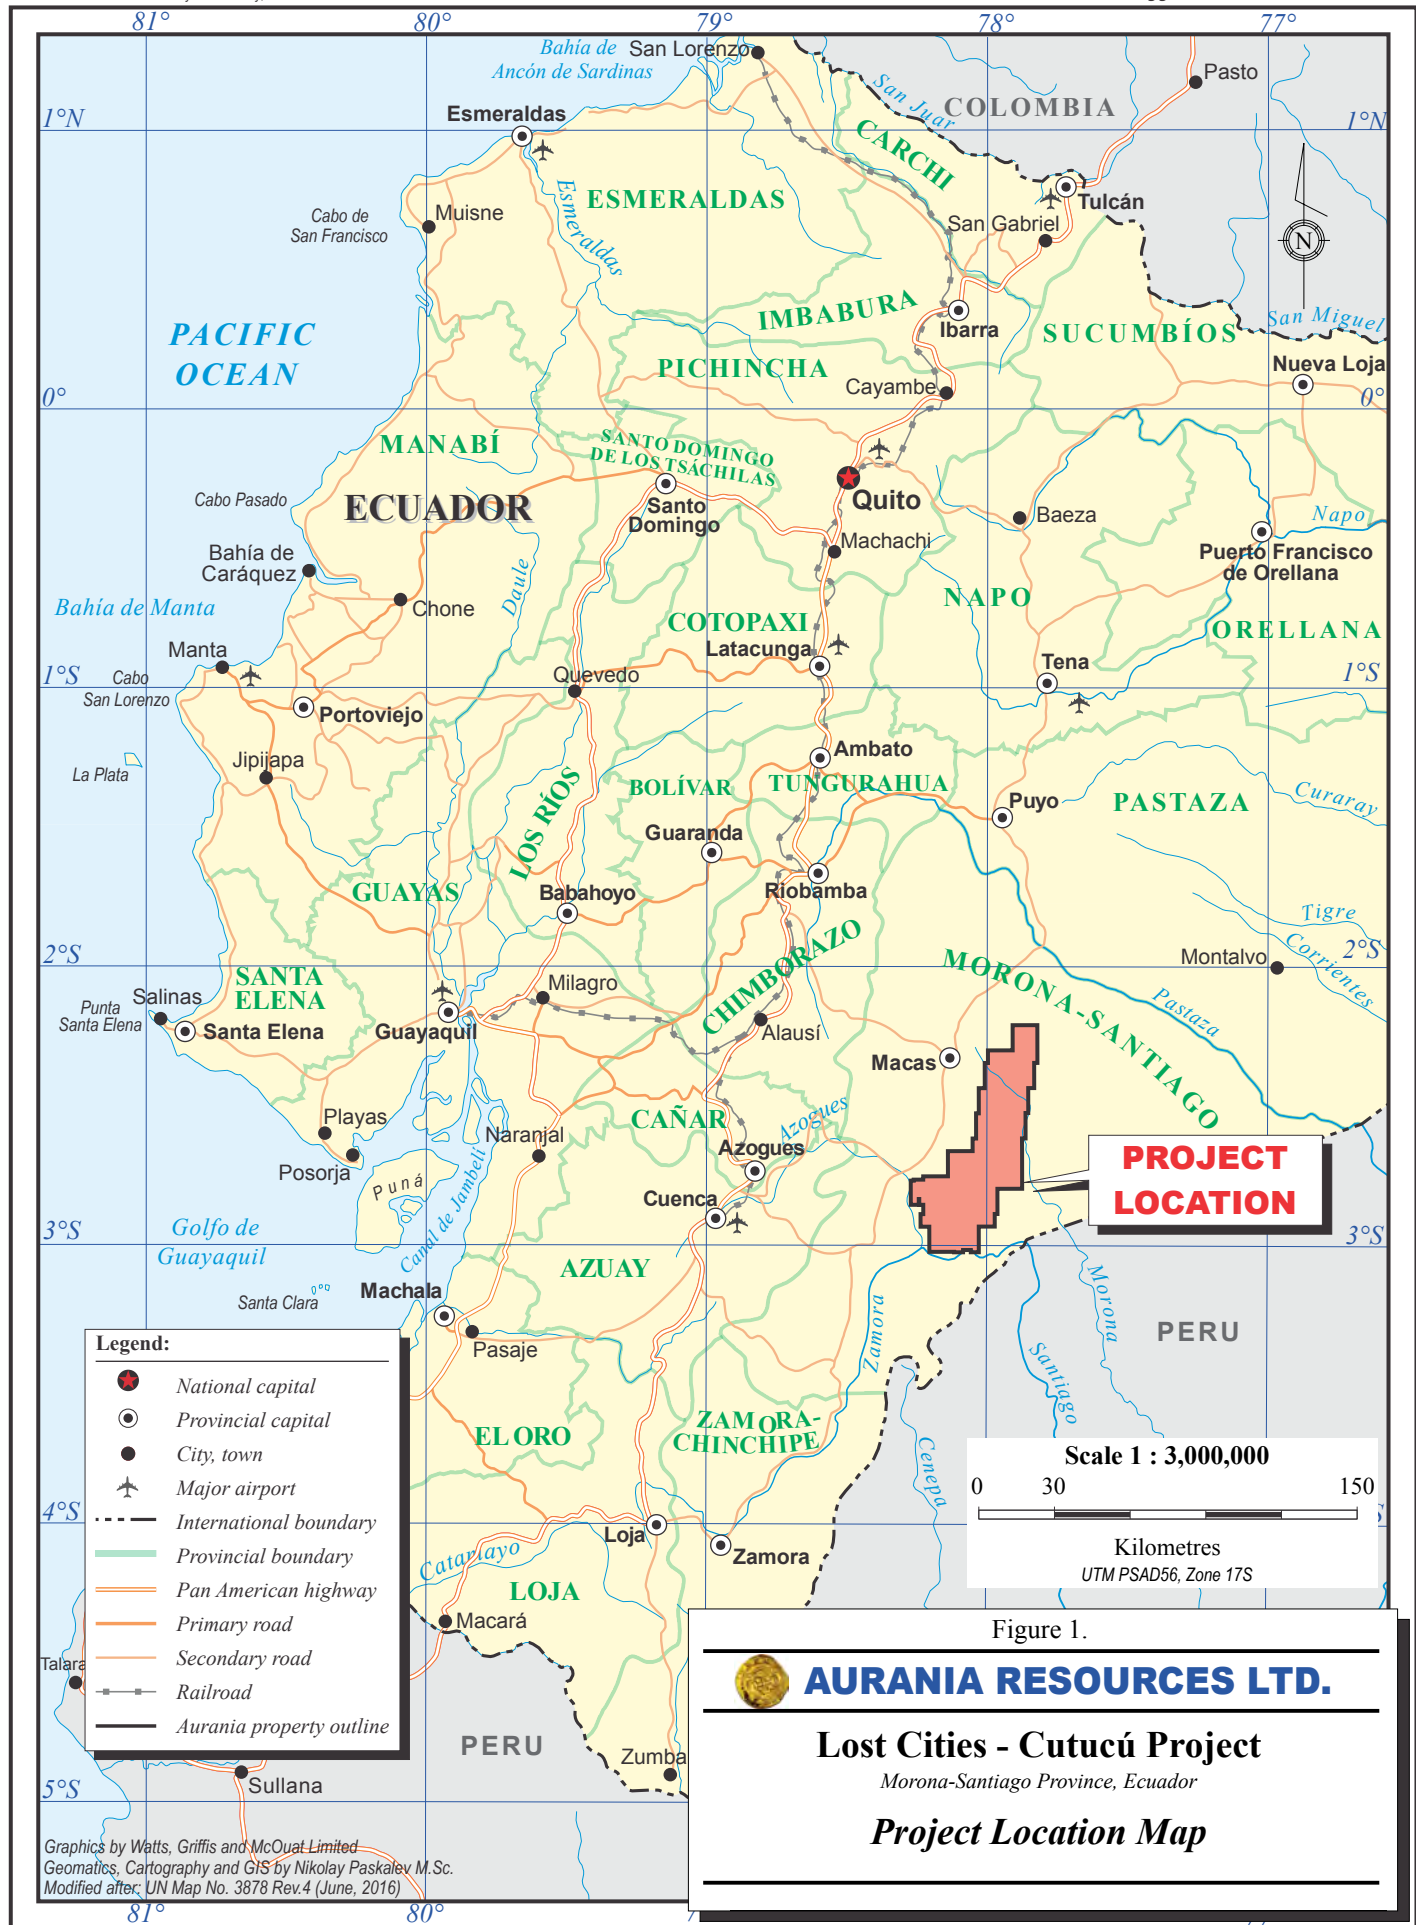 81°
80°
79°
78°
77°
Bahía de
Ancón de Sardinas
San Lorenzo
Pasto
San Juar
COLOMBIA
1°N
1°N
Esmeraldas
CARCHI
Esmeraldas
ESMERALDAS
Tulcán
Cabo de
San Francisco
Muisne
San Gabriel
N
IMBABURA
Ibarra
SUCUMBÍOS
San Miguel
PACIFIC
OCEAN
PICHINCHA
Cayambe
Nueva Loja
0°
0°
MANABÍ
SANTO DOMINGO
DE LOS TSÁCHILAS
Cabo Pasado
ECUADOR
Santo
Domingo
Quito
Baeza
Napo
Machachi
Puerto Francisco
de Orellana
Bahía de
Caráquez
Daule
Bahía de Manta
Chone
COTOPAXI
NAPO
ORELLANA
Manta
Latacunga
Tena
Cabo
San Lorenzo
1°S
Quevedo
1°S
Portoviejo
Ambato
La Plata
Jipijapa
LOS RÍOS
BOLÍVAR
TUNGURAHUA
Puyo
PASTAZA
Curaray
Guaranda
GUAYAS
Babahoyo
Riobamba
Tigre
Corrientes
CHIMBORAZO
2°S
MORONA-SANTIAGO
Montalvo
2°S
SANTA
ELENA
Salinas
Punta
Santa Elena
Santa Elena
Milagro
Pastaza
Guayaquil
Alausí
Macas
Playas
CAÑAR
Azogues
Naranjal
Azogues
Posorja
Puná
Cuenca
PROJECT
LOCATION
Canal de Jambelí
Golfo de
Guayaquil
3°S
AZUAY
Santa Clara
Machala
Zamora
Morona
PERU
Santiago
Pasaje
Legend:
National capital
Provincial capital
City, town
Major airport
International boundary
Provincial boundary
Pan American highway
Primary road
Secondary road
Railroad
Aurania property outline
EL ORO
ZAMORA-
CHINCHIPE
Cenepa
Scale 1 : 3,000,000
0 30 150
Kilometres
UTM PSAD56, Zone 17S
4°S
Loja
Zamora
Catamayo
LOJA
Macará
Talara
PERU
Zumba
Sullana
5°S
Figure 1.
AURANIA RESOURCES LTD.
Lost Cities - Cutucú Project
Morona-Santiago Province, Ecuador
Project Location Map
Graphics by Watts, Griffis and McOuat Limited
Geomatics, Cartography and GIS by Nikolay Paskalev M.Sc.
Modified after: UN Map No. 3878 Rev.4 (June, 2016)
81°
80°
3°S